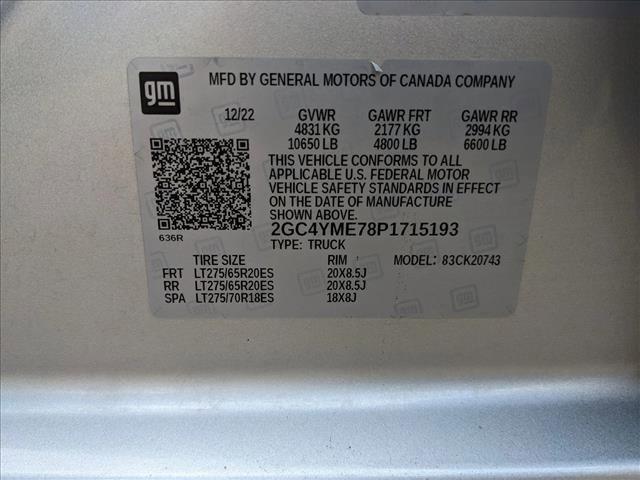 gm
MFD BY GENERAL MOTORS OF CANADA COMPANY
12/22 GVWR GAWR FRT GAWR RR
4831 KG 2177 KG 2994 KG
10650 LB 4800 LB 6600 LB
THIS VEHICLE CONFORMS TO ALL
APPLICABLE U.S. FEDERAL MOTOR
VEHICLE SAFETY STANDARDS IN EFFECT
ON THE DATE OF MANUFACTURE
SHOWN ABOVE.
636R
2GC4YME78P1715193
TYPE: TRUCK MODEL: 83CK20743
TIRE SIZE RIM
FRT LT275/65R20ES 20X8.5J
RR LT275/65R20ES 20X8.5J
SPA LT275/70R18ES 18X8J